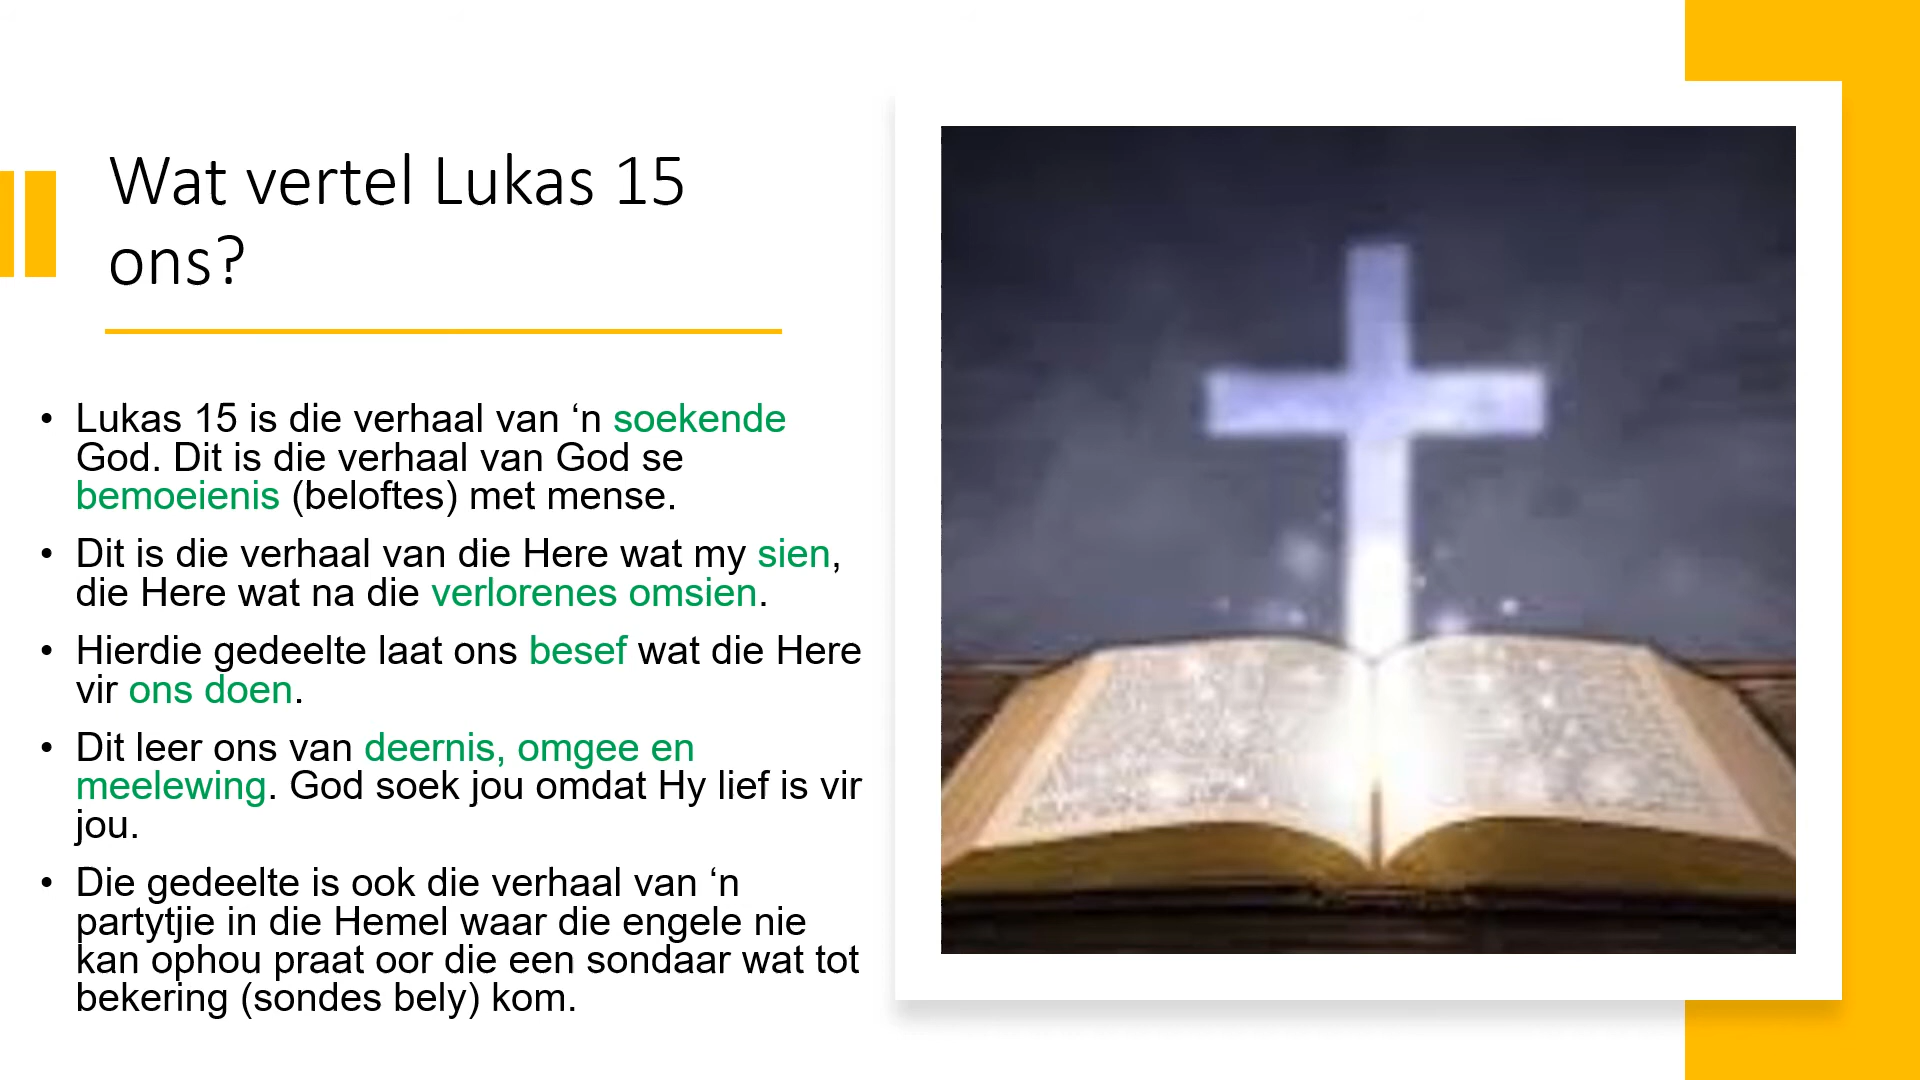 Wat vertel Lukas 15
ons?
• Lukas 15 is die verhaal van ‘n soekende
God. Dit is die verhaal van God se
bemoeienis (beloftes) met mense.
• Dit is die verhaal van die Here wat my sien,
die Here wat na die verlorenes omsien.
• Hierdie gedeelte laat ons besef wat die Here
vir ons doen.
• Dit leer ons van deernis, omgee en
meelewing. God soek jou omdat Hy lief is vir
jou.
• Die gedeelte is ook die verhaal van ‘n
partytjie in die Hemel waar die engele nie
kan ophou praat oor die een sondaar wat tot
bekering (sondes bely) kom.